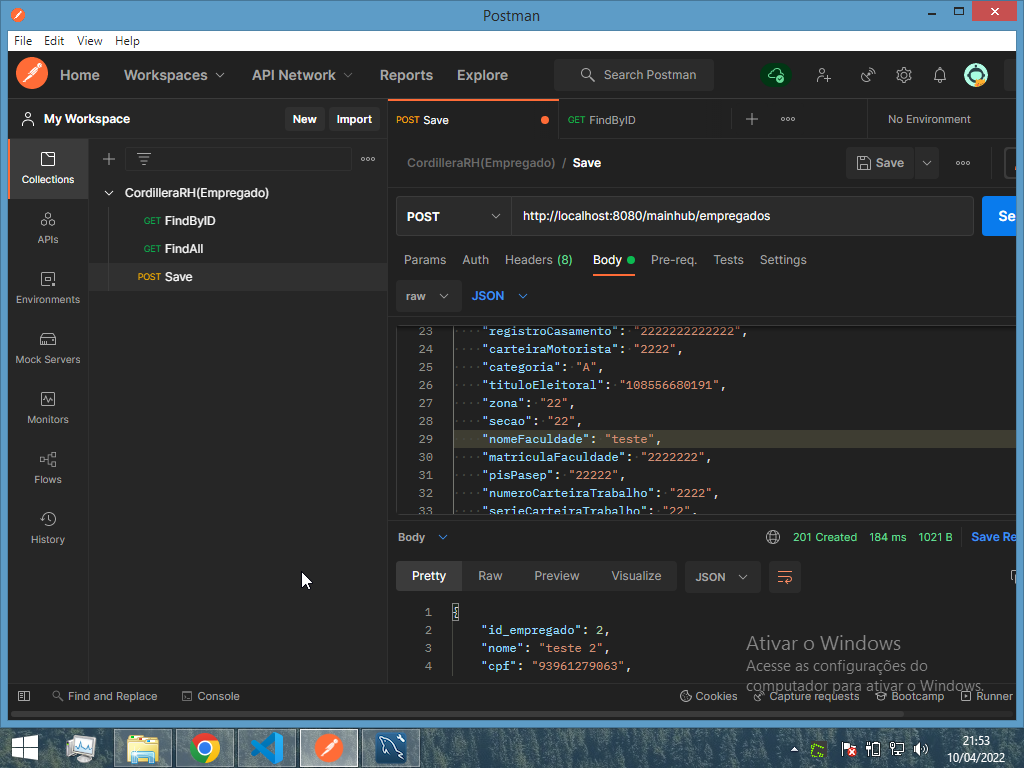 Postman
File Edit View Help
Home Workspaces API Network Reports Explore Search Postman
My Workspace New Import
POST Save GET FindByID No Environment
CordilleraRH(Empregado) / Save Save
Collections
APIs
Environments
Mock Servers
Monitors
Flows
History
CordilleraRH(Empregado)
GET FindByID
GET FindAll
POST Save
POST http://localhost:8080/mainhub/empregados Se
Params Auth Headers (8) Body Pre-req. Tests Settings
raw JSON
23 "registroCasamento": "2222222222222",
24 "carteiraMotorista": "2222",
25 "categoria": "A",
26 "tituloEleitoral": "108556680191",
27 "zona": "22",
28 "secao": "22",
29 "nomeFaculdade": "teste",
30 "matriculaFaculdade": "2222222",
31 "pisPasep": "22222",
32 "numeroCarteiraTrabalho": "2222",
33 "serieCarteiraTrabalho": "22",
Body 201 Created 184 ms 1021 B Save Re
Pretty Raw Preview Visualize JSON
1 {
2 "id_empregado": 2,
3 "nome": "teste 2",
4 "cpf": "93961279063",
Ativar o Windows
Acesse as configurações do
computador para ativar o Windows.
Find and Replace Console Cookies Capture requests Bootcamp Runner
21:53
10/04/2022